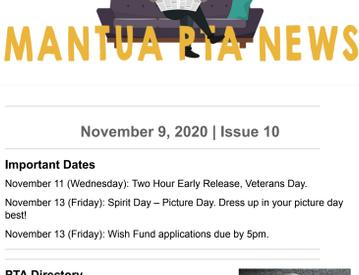 MANTUA PTA NEWS
November 9, 2020 | Issue 10
Important Dates
November 11 (Wednesday): Two Hour Early Release, Veterans Day.
November 13 (Friday): Spirit Day – Picture Day. Dress up in your picture day
best!
November 13 (Friday): Wish Fund applications due by 5pm.
PTA Directory